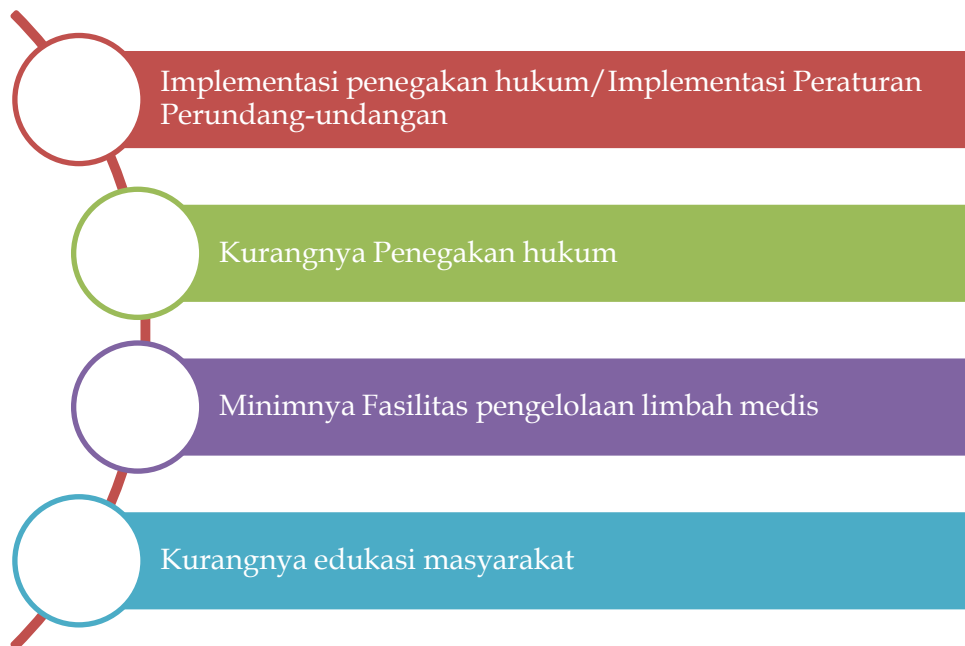 Implementasi penegakan hukum/Implementasi Peraturan
Perundang-undangan
Kurangnya Penegakan hukum
Minimnya Fasilitas pengelolaan limbah medis
Kurangnya edukasi masyarakat